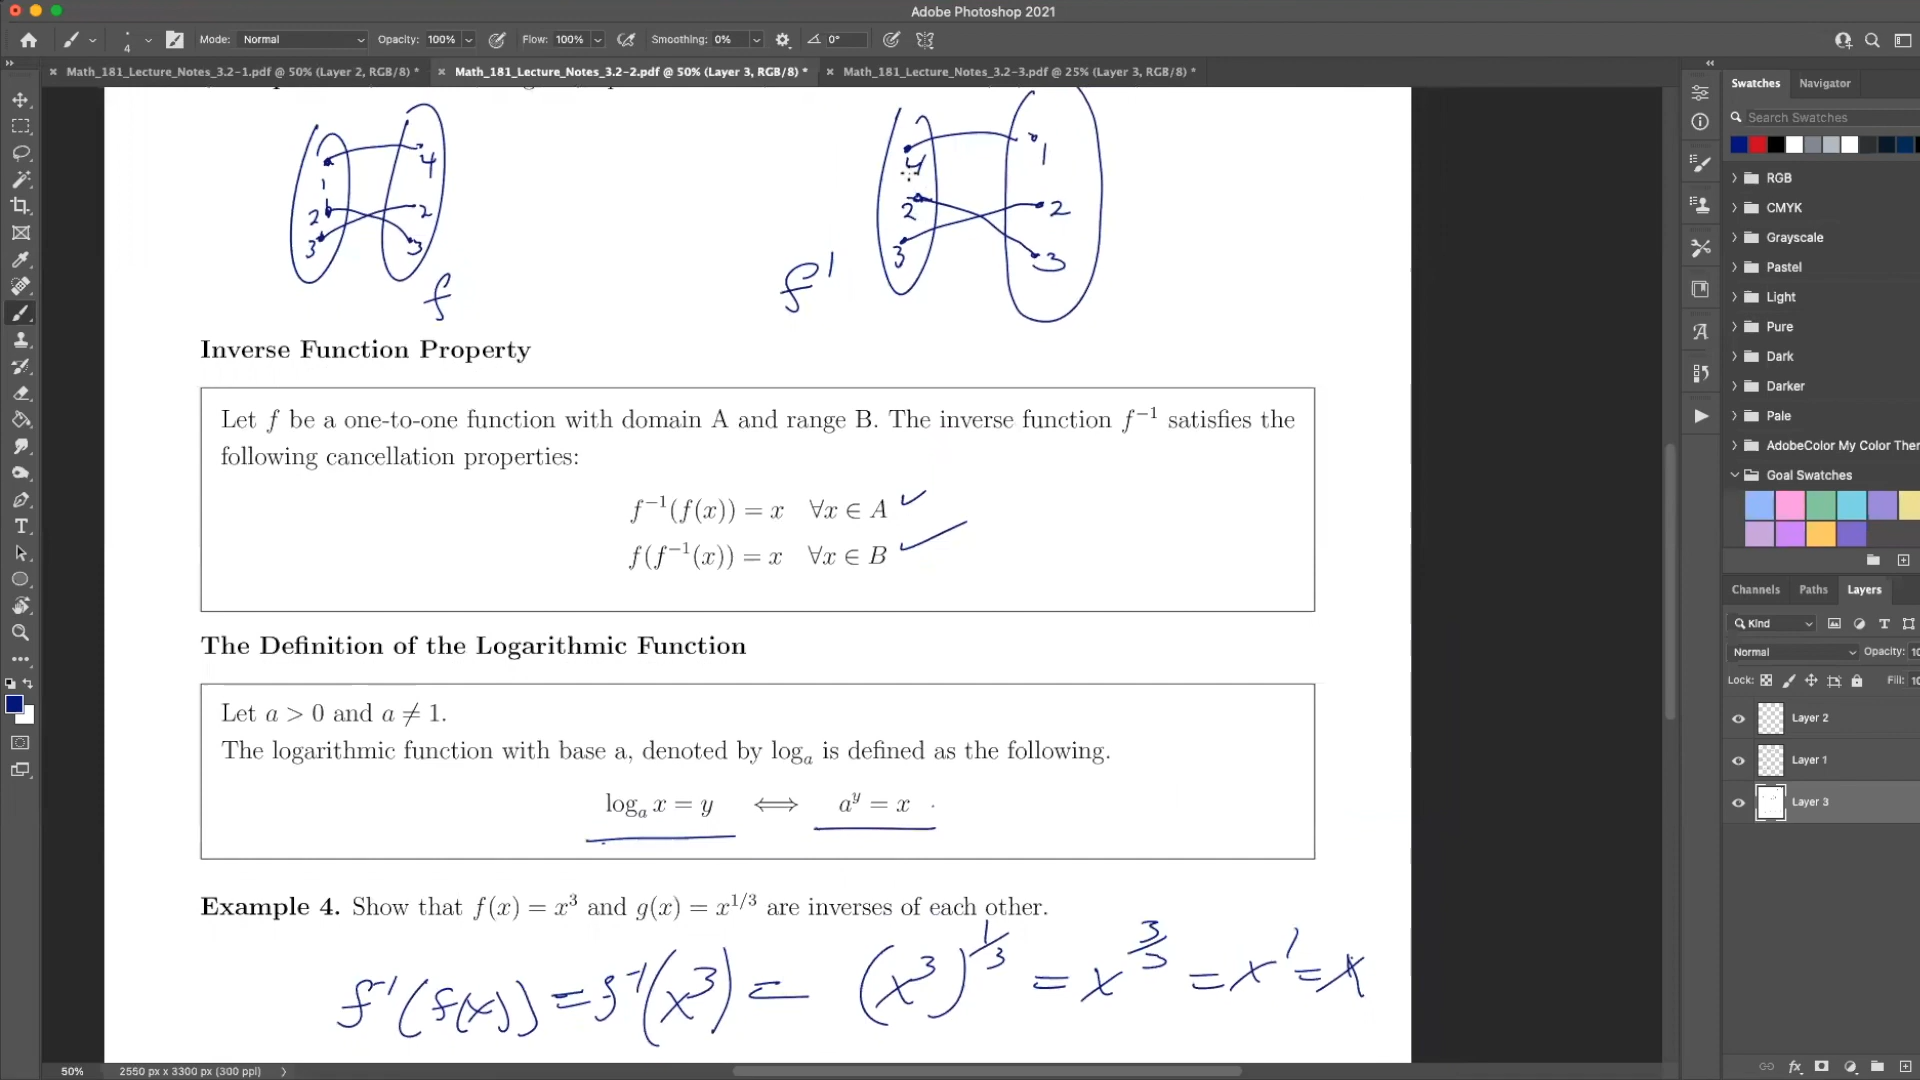 Adobe Photoshop 2021
4 Mode: Normal Opacity: 100% Flow: 100% Smoothing: 0% 0°
Math_181_Lecture_Notes_3.2-1.pdf @ 50% (Layer 2, RGB/8) * Math_181_Lecture_Notes_3.2-2.pdf @ 50% (Layer 3, RGB/8) * Math_181_Lecture_Notes_3.2-3.pdf @ 25% (Layer 3, RGB/8) *
1 4
2 2
3 3
f
4 1
2 2
3 3
f⁻¹
Inverse Function Property
Let f be a one-to-one function with domain A and range B. The inverse function f⁻¹ satisfies the
following cancellation properties:
f⁻¹(f(x)) = x ∀x ∈ A
f(f⁻¹(x)) = x ∀x ∈ B
The Definition of the Logarithmic Function
Let a > 0 and a ≠ 1.
The logarithmic function with base a, denoted by logₐ is defined as the following.
logₐ x = y ⟺ a^y = x
Example 4. Show that f(x) = x³ and g(x) = x^{1/3} are inverses of each other.
f⁻¹(f(x)) = f⁻¹(x³) = (x³)^{1/3} = x^{3/3} = x¹ = x
50% 2550 px x 3300 px (300 ppi)
Swatches Navigator
Search Swatches
RGB
CMYK
Grayscale
Pastel
Light
Pure
Dark
Darker
Pale
AdobeColor My Color Ther
Goal Swatches
Channels Paths Layers
Kind
Normal Opacity: 10
Lock: Fill: 10
Layer 2
Layer 1
Layer 3